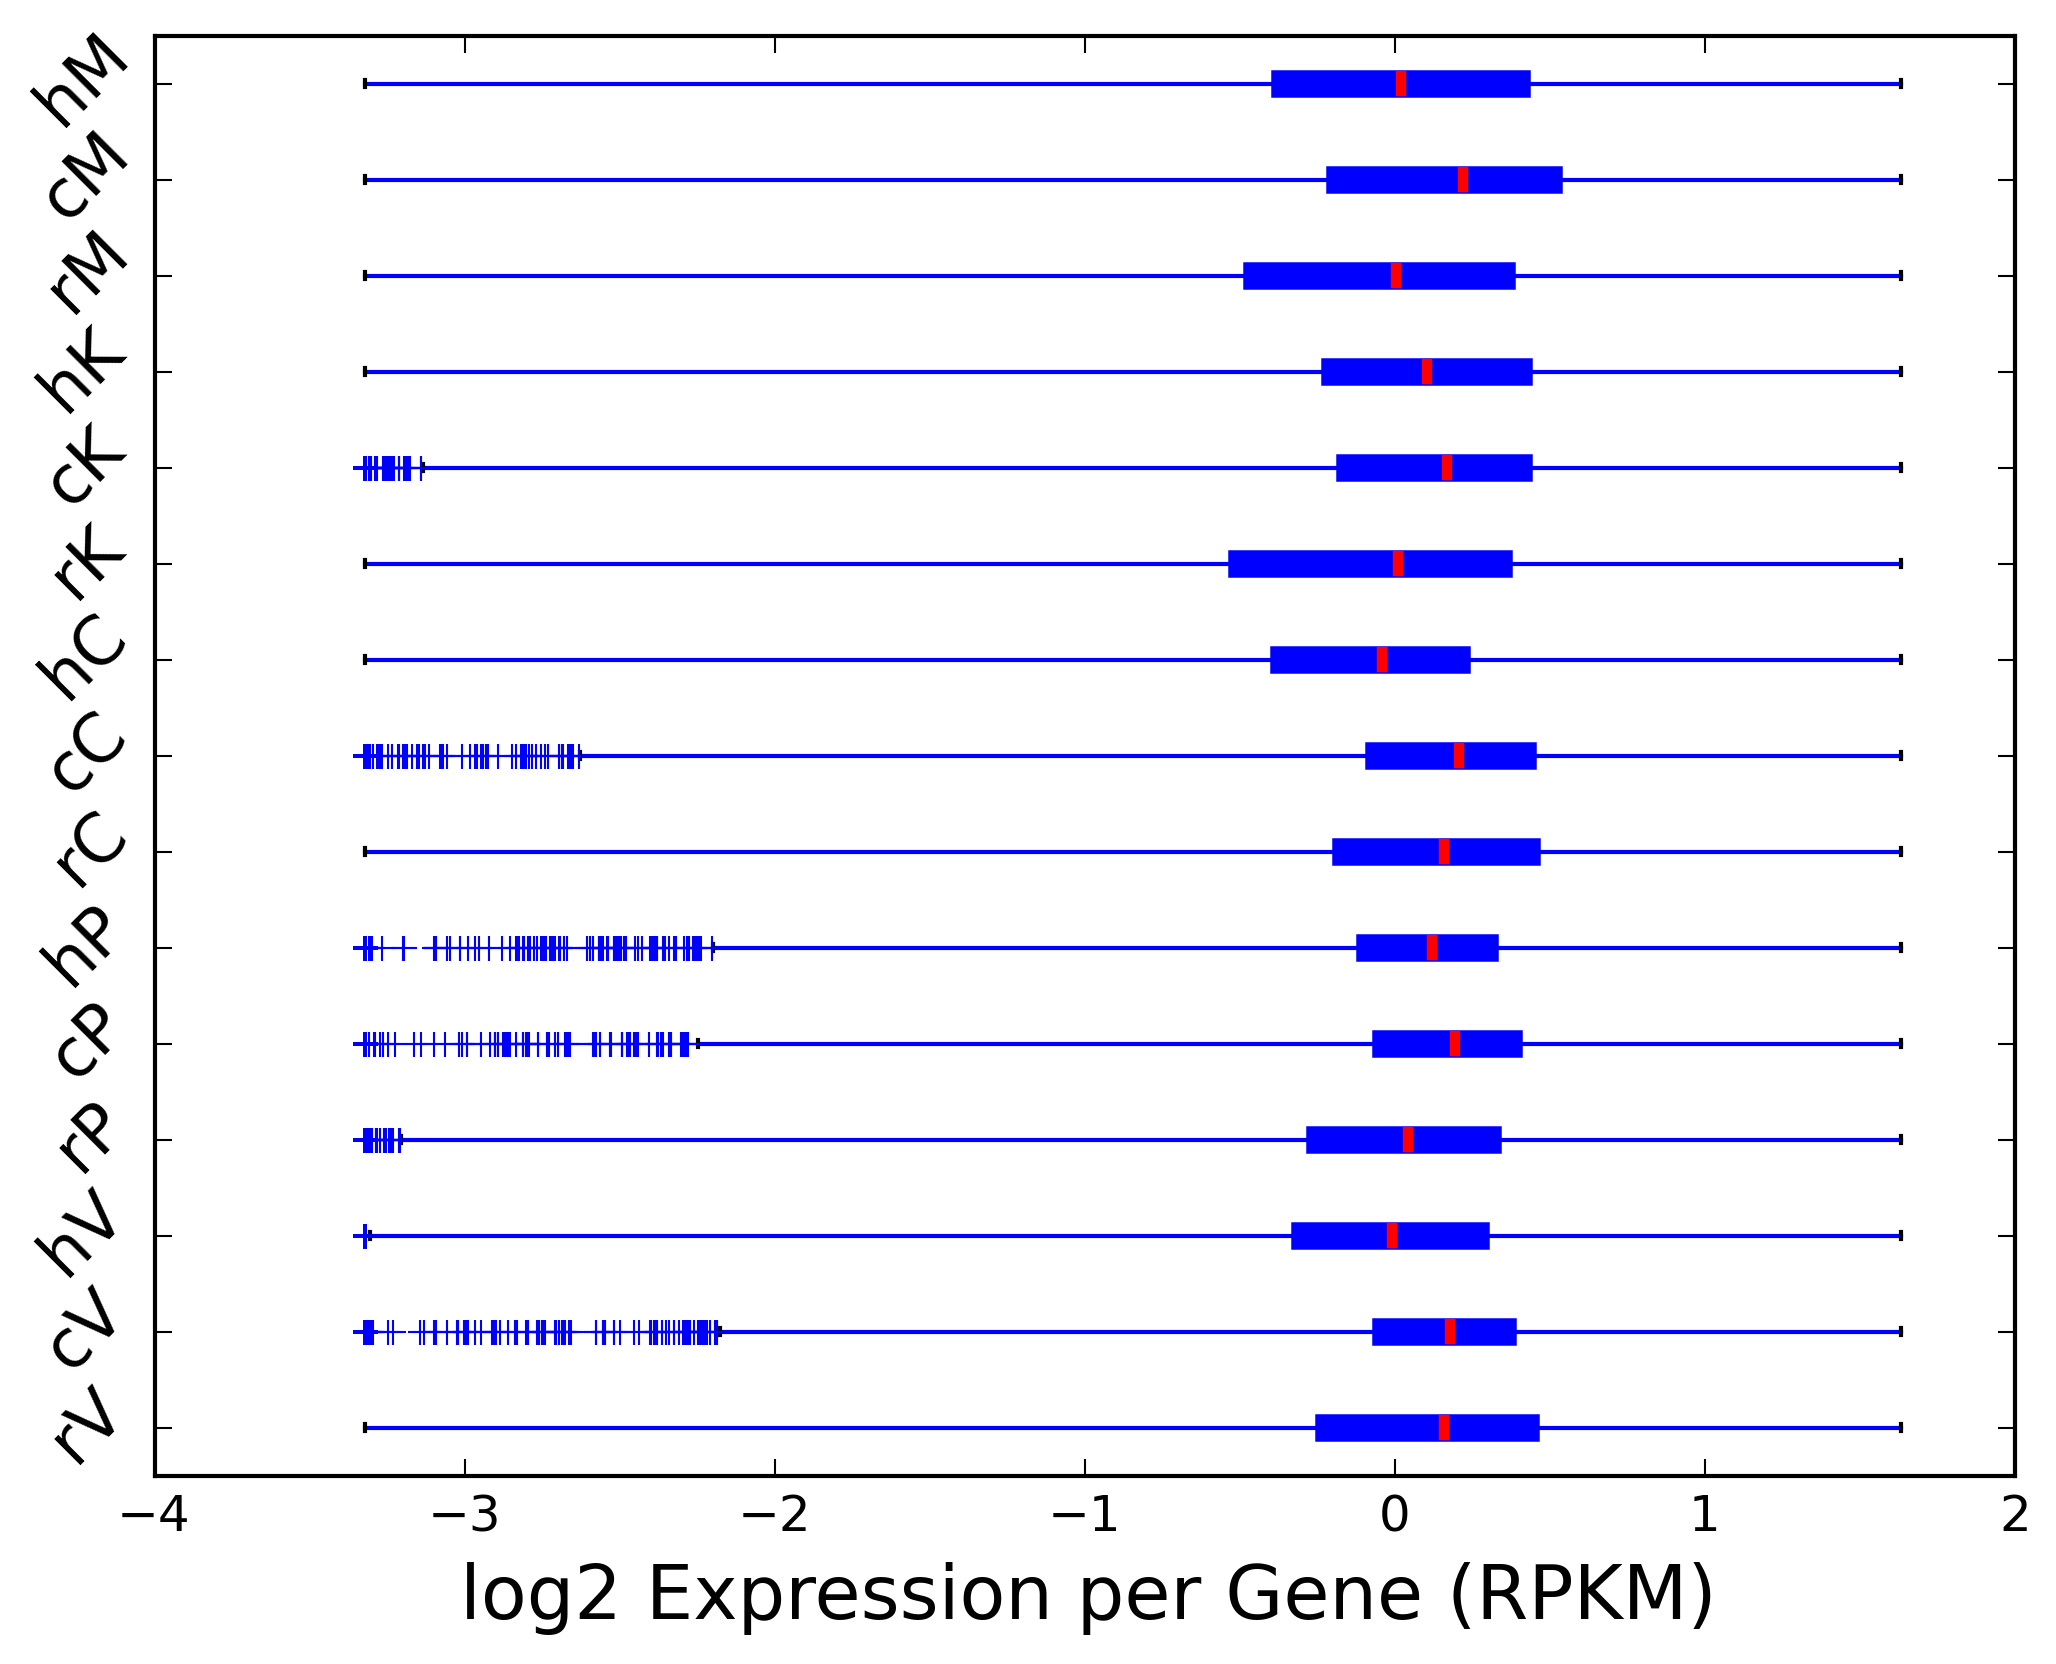 hM
cM
rM
hK
cK
rK
hC
cC
rC
hP
cP
rP
hV
cV
rV
−4 −3 −2 −1 0 1 2
log2 Expression per Gene (RPKM)